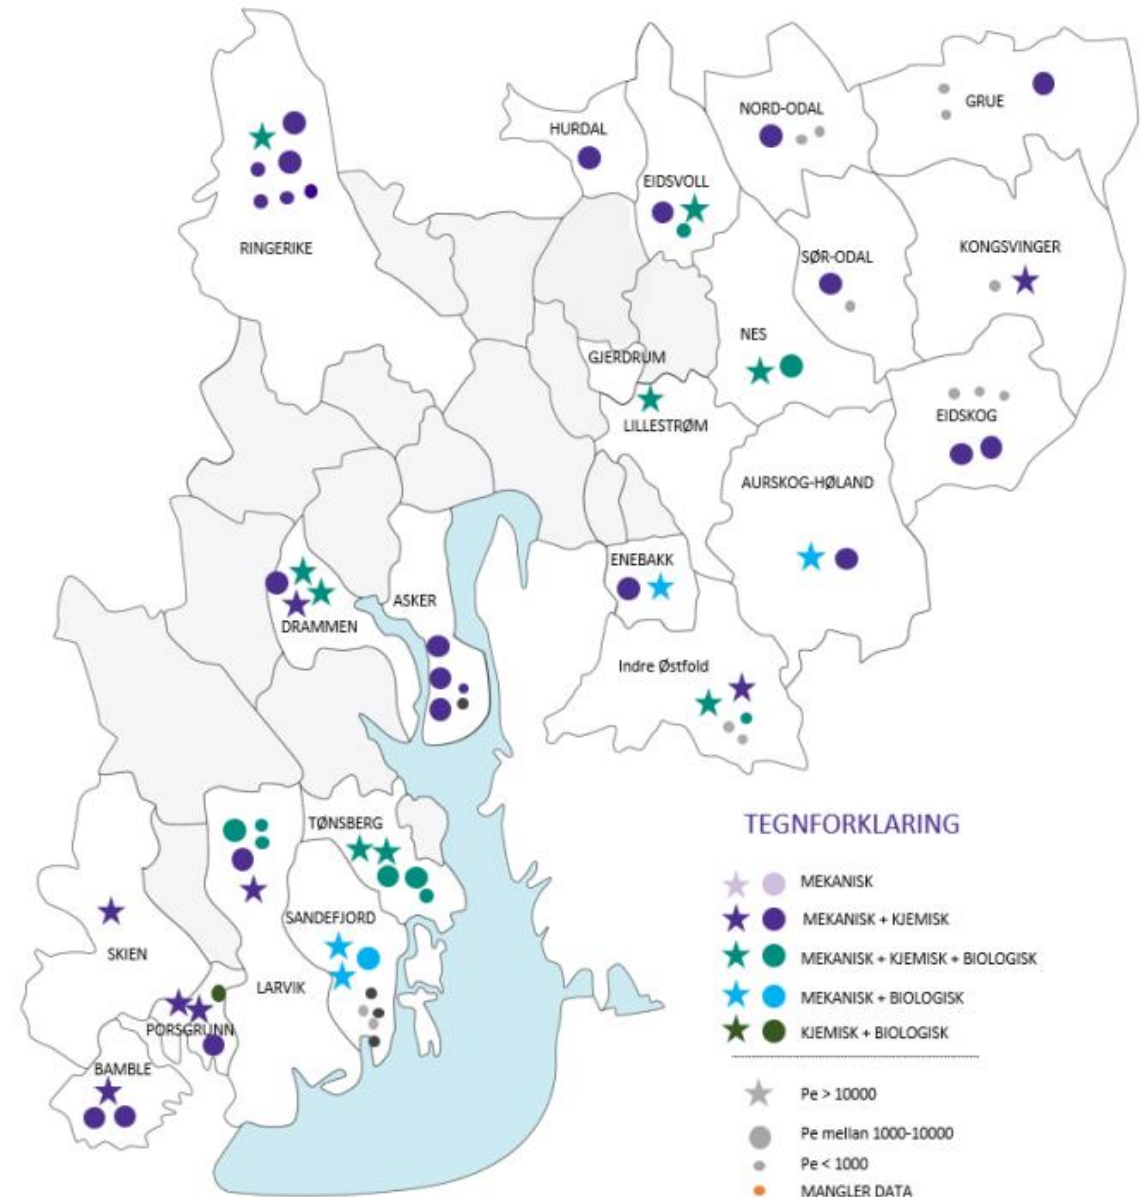 GRUE
NORD-ODAL
HURDAL
EIDSVOLL
RINGERIKE
SØR-ODAL
KONGSVINGER
NES
GJERDRUM
LILLESTRØM
EIDSKOG
AURSKOG-HØLAND
ENEBAKK
ASKER
DRAMMEN
Indre Østfold
TØNSBERG
SANDEFJORD
SKIEN
LARVIK
PORSGRUNN
BAMBLE
TEGNFORKLARING
MEKANISK
MEKANISK + KJEMISK
MEKANISK + KJEMISK + BIOLOGISK
MEKANISK + BIOLOGISK
KJEMISK + BIOLOGISK
Pe > 10000
Pe mellan 1000-10000
Pe < 1000
MANGLER DATA